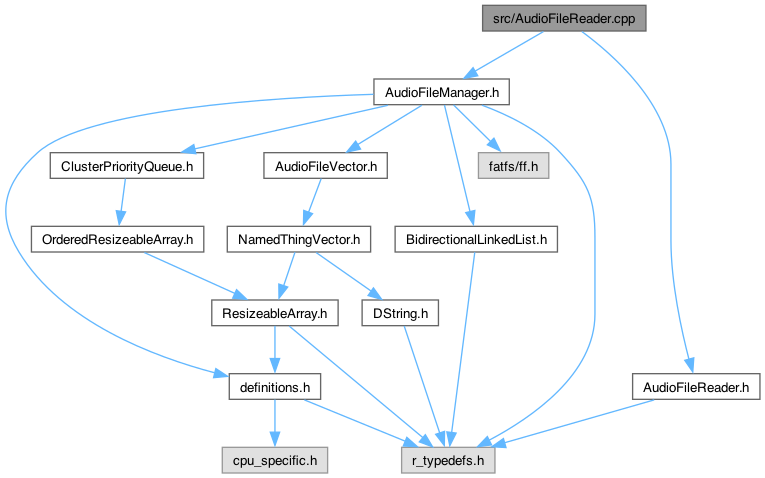 src/AudioFileReader.cpp
AudioFileManager.h
ClusterPriorityQueue.h
AudioFileVector.h
fatfs/ff.h
OrderedResizeableArray.h
NamedThingVector.h
BidirectionalLinkedList.h
ResizeableArray.h
DString.h
definitions.h
AudioFileReader.h
cpu_specific.h
r_typedefs.h